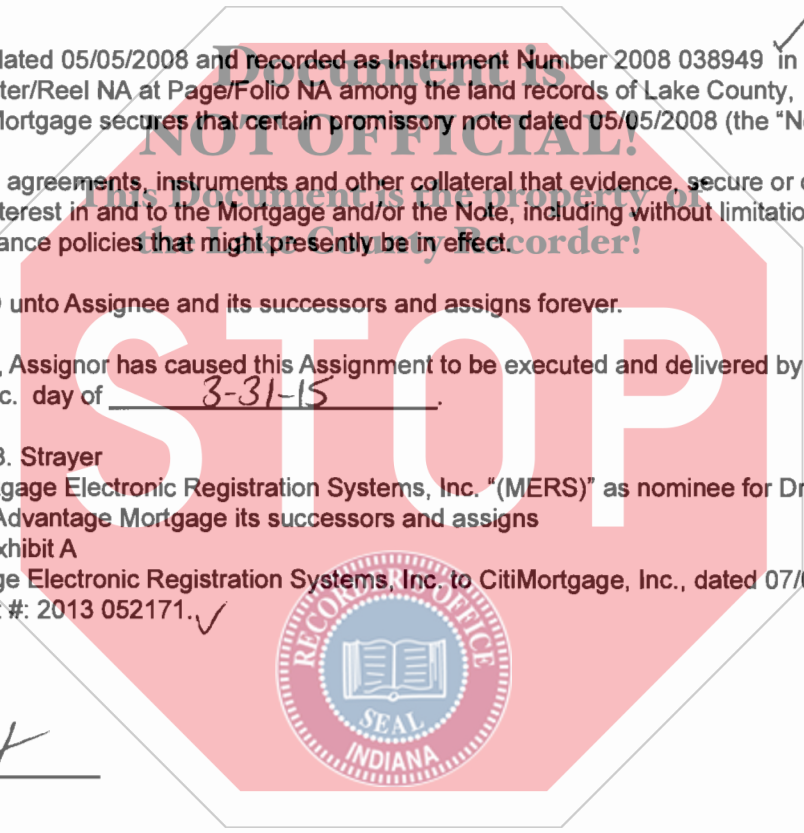 lated 05/05/2008 and recorded as Instrument Number 2008 038949 in
Document is
ter/Reel NA at Page/Folio NA among the land records of Lake County,
Mortgage secures that certain promissory note dated 05/05/2008 (the “No
NOT OFFICIAL!
agreements, instruments and other collateral that evidence, secure or
This Document is the property of
terest in and to the Mortgage and/or the Note, including without limitatio
ance policies that might presently be in effect.
the Lake County Recorder!
unto Assignee and its successors and assigns forever.
STOP
, Assignor has caused this Assignment to be executed and delivered by
c. day of 3-31-15.
B. Strayer
gage Electronic Registration Systems, Inc. “(MERS)” as nominee for Dr
Advantage Mortgage its successors and assigns
xhibit A
ge Electronic Registration Systems, Inc. to CitiMortgage, Inc., dated 07/0
t #: 2013 052171.
RECORDER'S OFFICE
SEAL
INDIANA